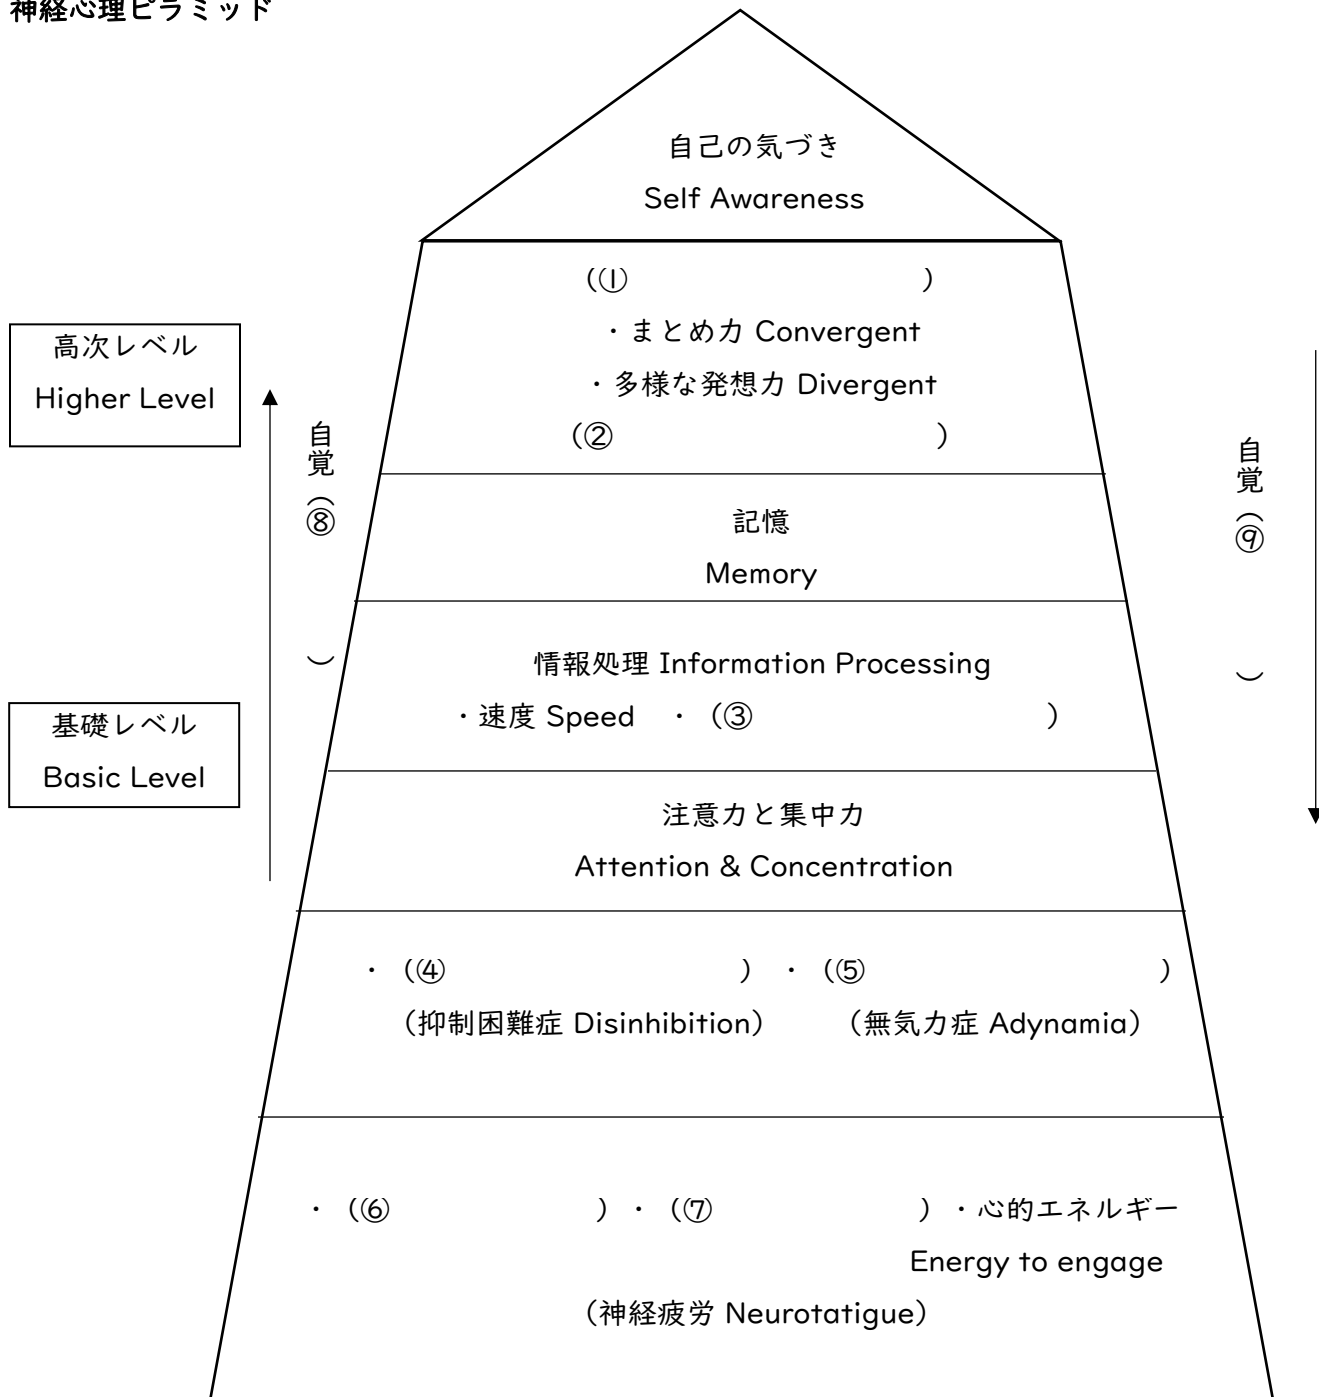 神経心理ピラミッド
自己の気づき
Self Awareness
(①　　　　　　　　　　)
・まとめ力 Convergent
・多様な発想力 Divergent
(②　　　　　　　　　　)
高次レベル
Higher Level
自覚(⑧　　　　)
自覚(⑨　　　　)
記憶
Memory
情報処理 Information Processing
・速度 Speed　・(③　　　　　　　　　　)
基礎レベル
Basic Level
注意力と集中力
Attention & Concentration
・(④　　　　　　　　　　)・(⑤　　　　　　　　　　)
(抑制困難症 Disinhibition)　　(無気力症 Adynamia)
・(⑥　　　　　　　)・(⑦　　　　　　　)・心的エネルギー
Energy to engage
(神経疲労 Neurotatigue)